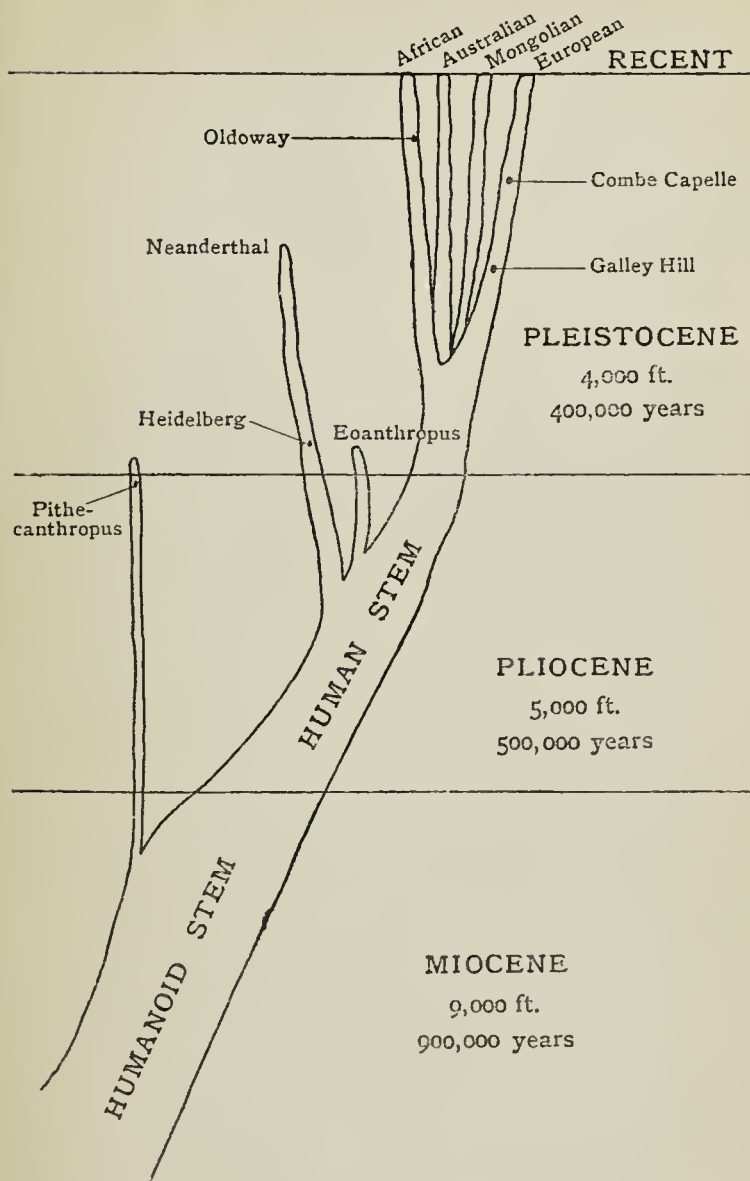 African
Australian
Mongolian
European
RECENT
Oldoway
Combe Capelle
Neanderthal
Galley Hill
PLEISTOCENE
4,000 ft.
400,000 years
Heidelberg
Eoanthropus
Pithe-
canthropus
HUMAN STEM
PLIOCENE
5,000 ft.
500,000 years
HUMANOID STEM
MIOCENE
9,000 ft.
900,000 years